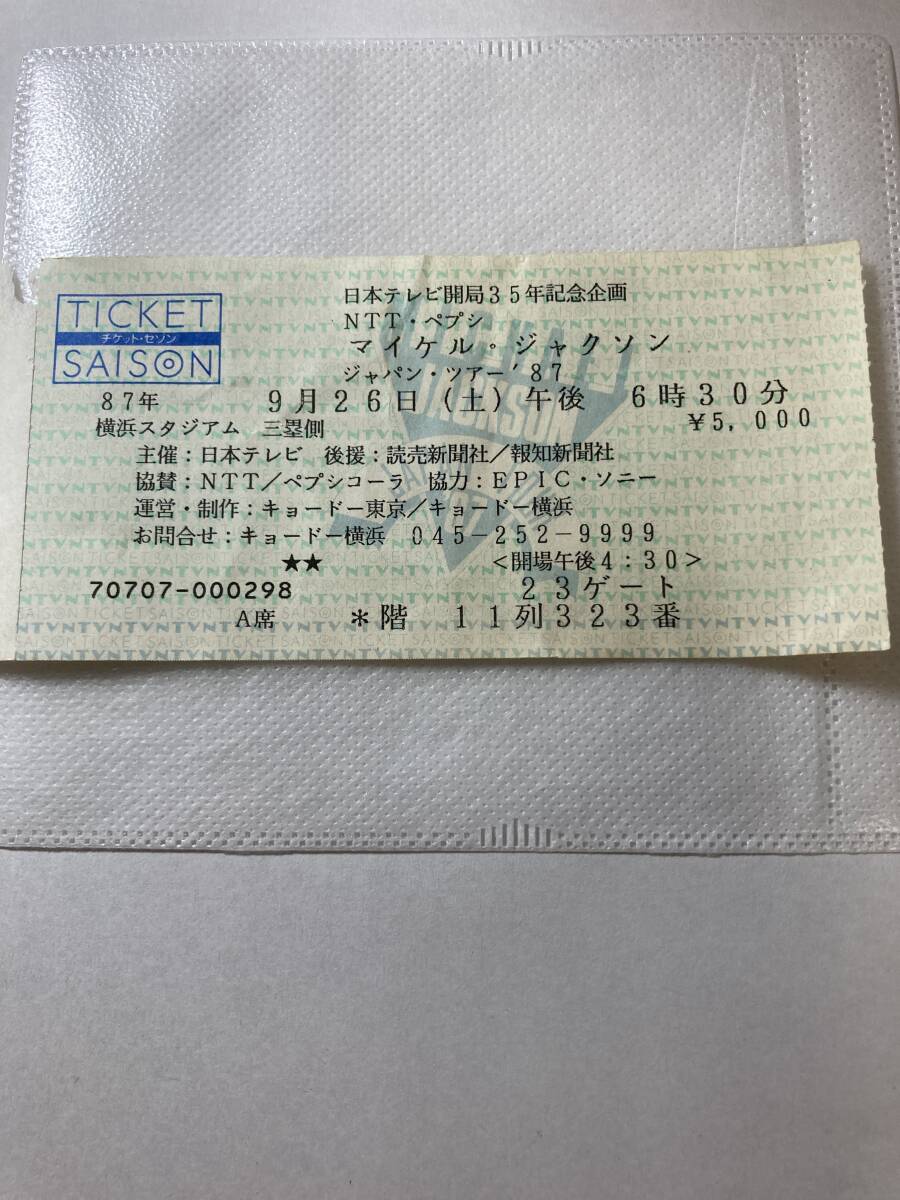 TICKET
チケット・セゾン
SAISON
日本テレビ開局35年記念企画
NTT・ペプシ
マイケル・ジャクソン
ジャパン・ツアー'87
87年 9月26日(土)午後 6時30分
横浜スタジアム 三塁側 ¥5,000
主催:日本テレビ 後援:読売新聞社/報知新聞社
協賛:NTT/ペプシコーラ 協力:EPIC・ソニー
運営・制作:キョードー東京/キョードー横浜
お問合せ:キョードー横浜 045-252-9999
★★ <開場午後4:30>
70707-000298 23ゲート
A席 *階 11列323番